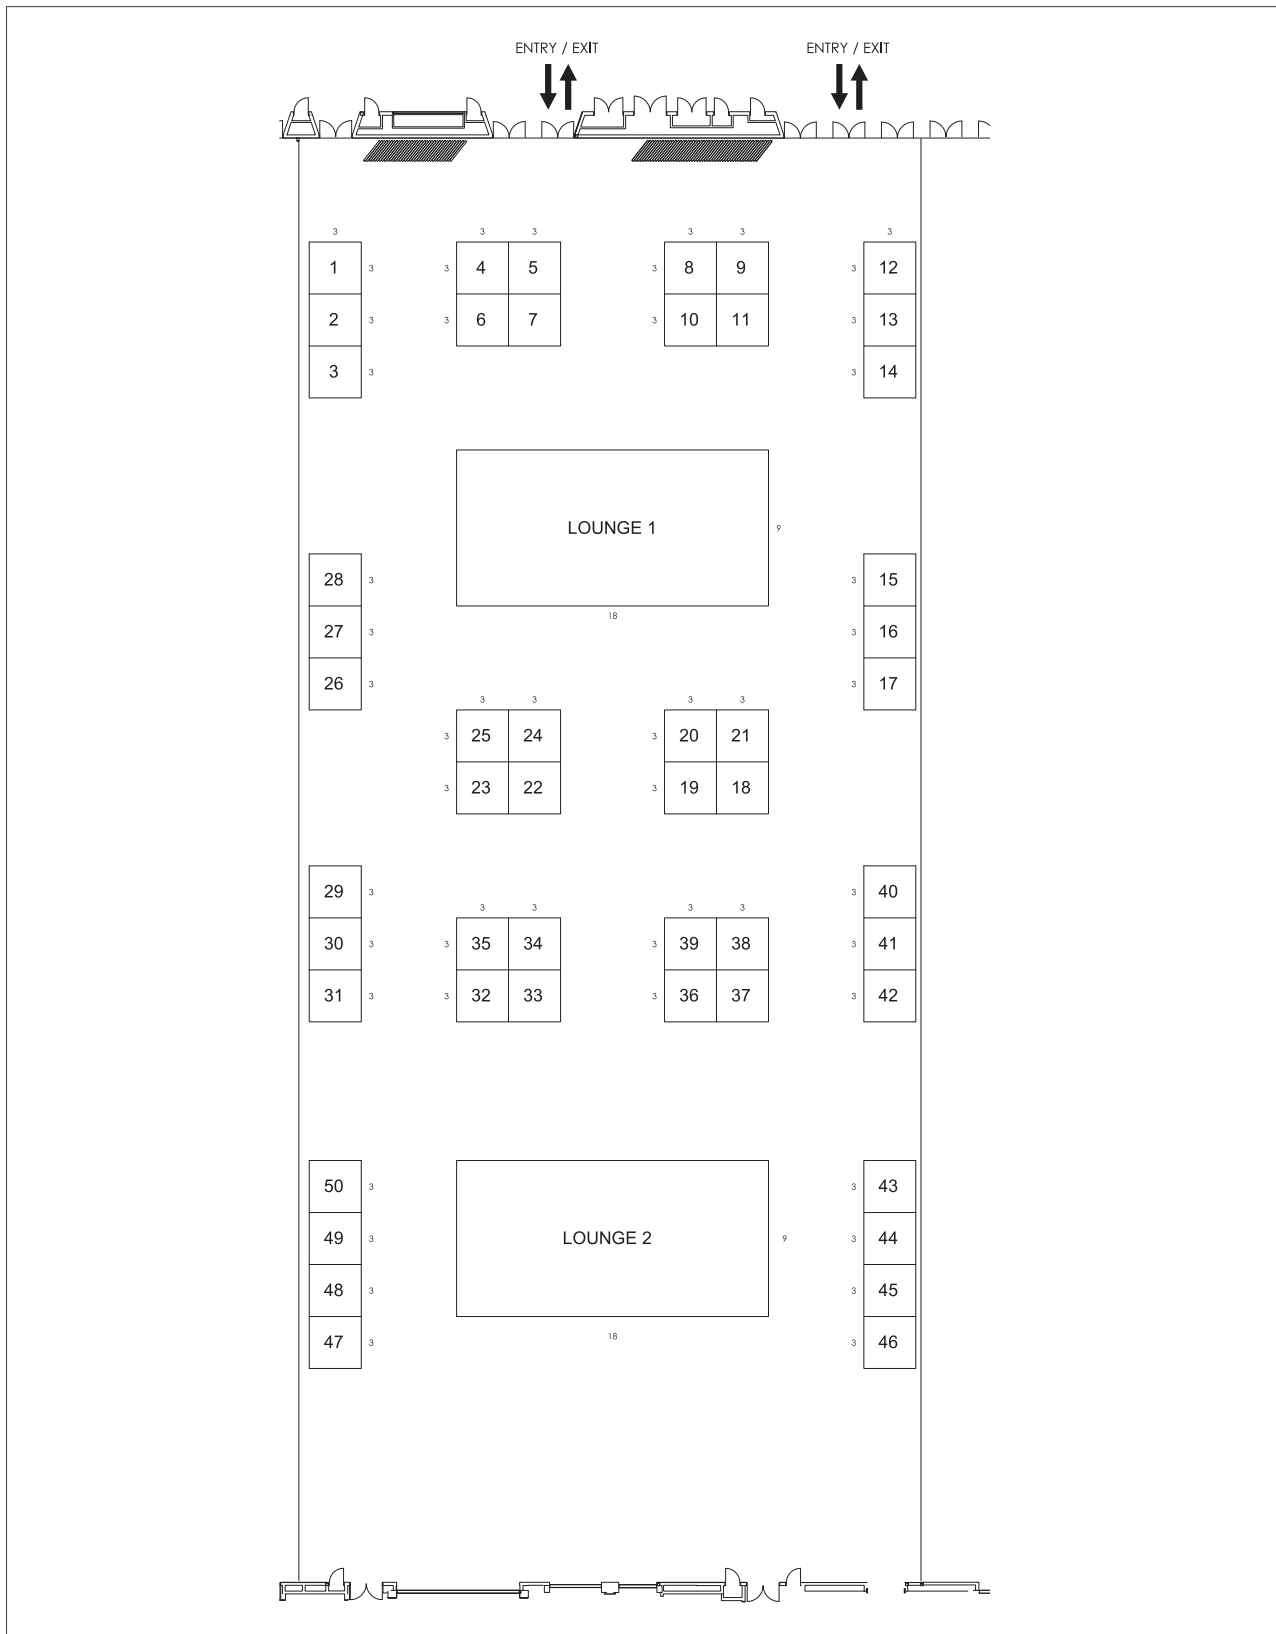 ENTRY / EXIT ENTRY / EXIT
3 3 3 3 3 3
1 3 3 4 5 3 8 9 3 12
2 3 3 6 7 3 10 11 3 13
3 3 3 14
LOUNGE 1 9
28 3 3 15
18
27 3 3 16
26 3 3 17
3 3 3 3
3 25 24 3 20 21
3 23 22 3 19 18
29 3 3 40
3 3 3 3
30 3 3 35 34 3 39 38 3 41
31 3 3 32 33 3 36 37 3 42
50 3 3 43
49 3 LOUNGE 2 9 3 44
48 3 3 45
18
47 3 3 46